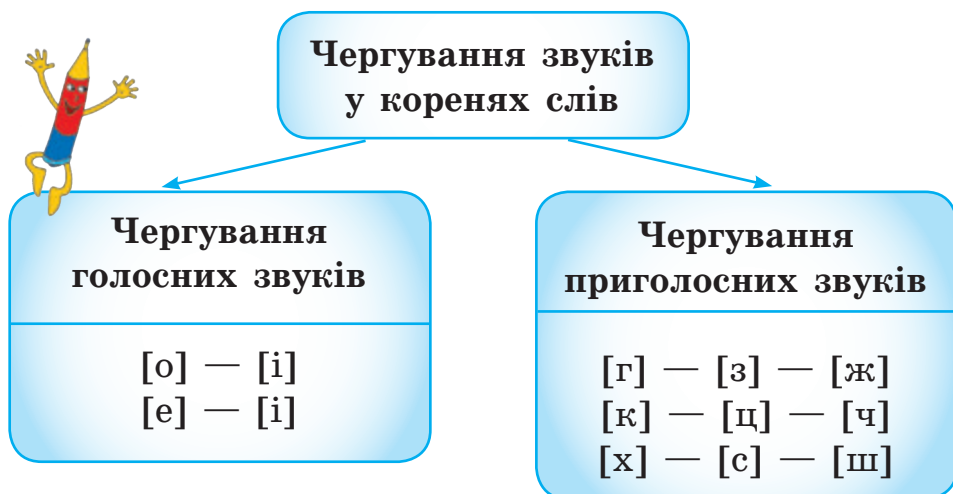 Чергування звуків
у коренях слів
Чергування
голосних звуків
[о] — [і]
[е] — [і]
Чергування
приголосних звуків
[г] — [з] — [ж]
[к] — [ц] — [ч]
[х] — [с] — [ш]